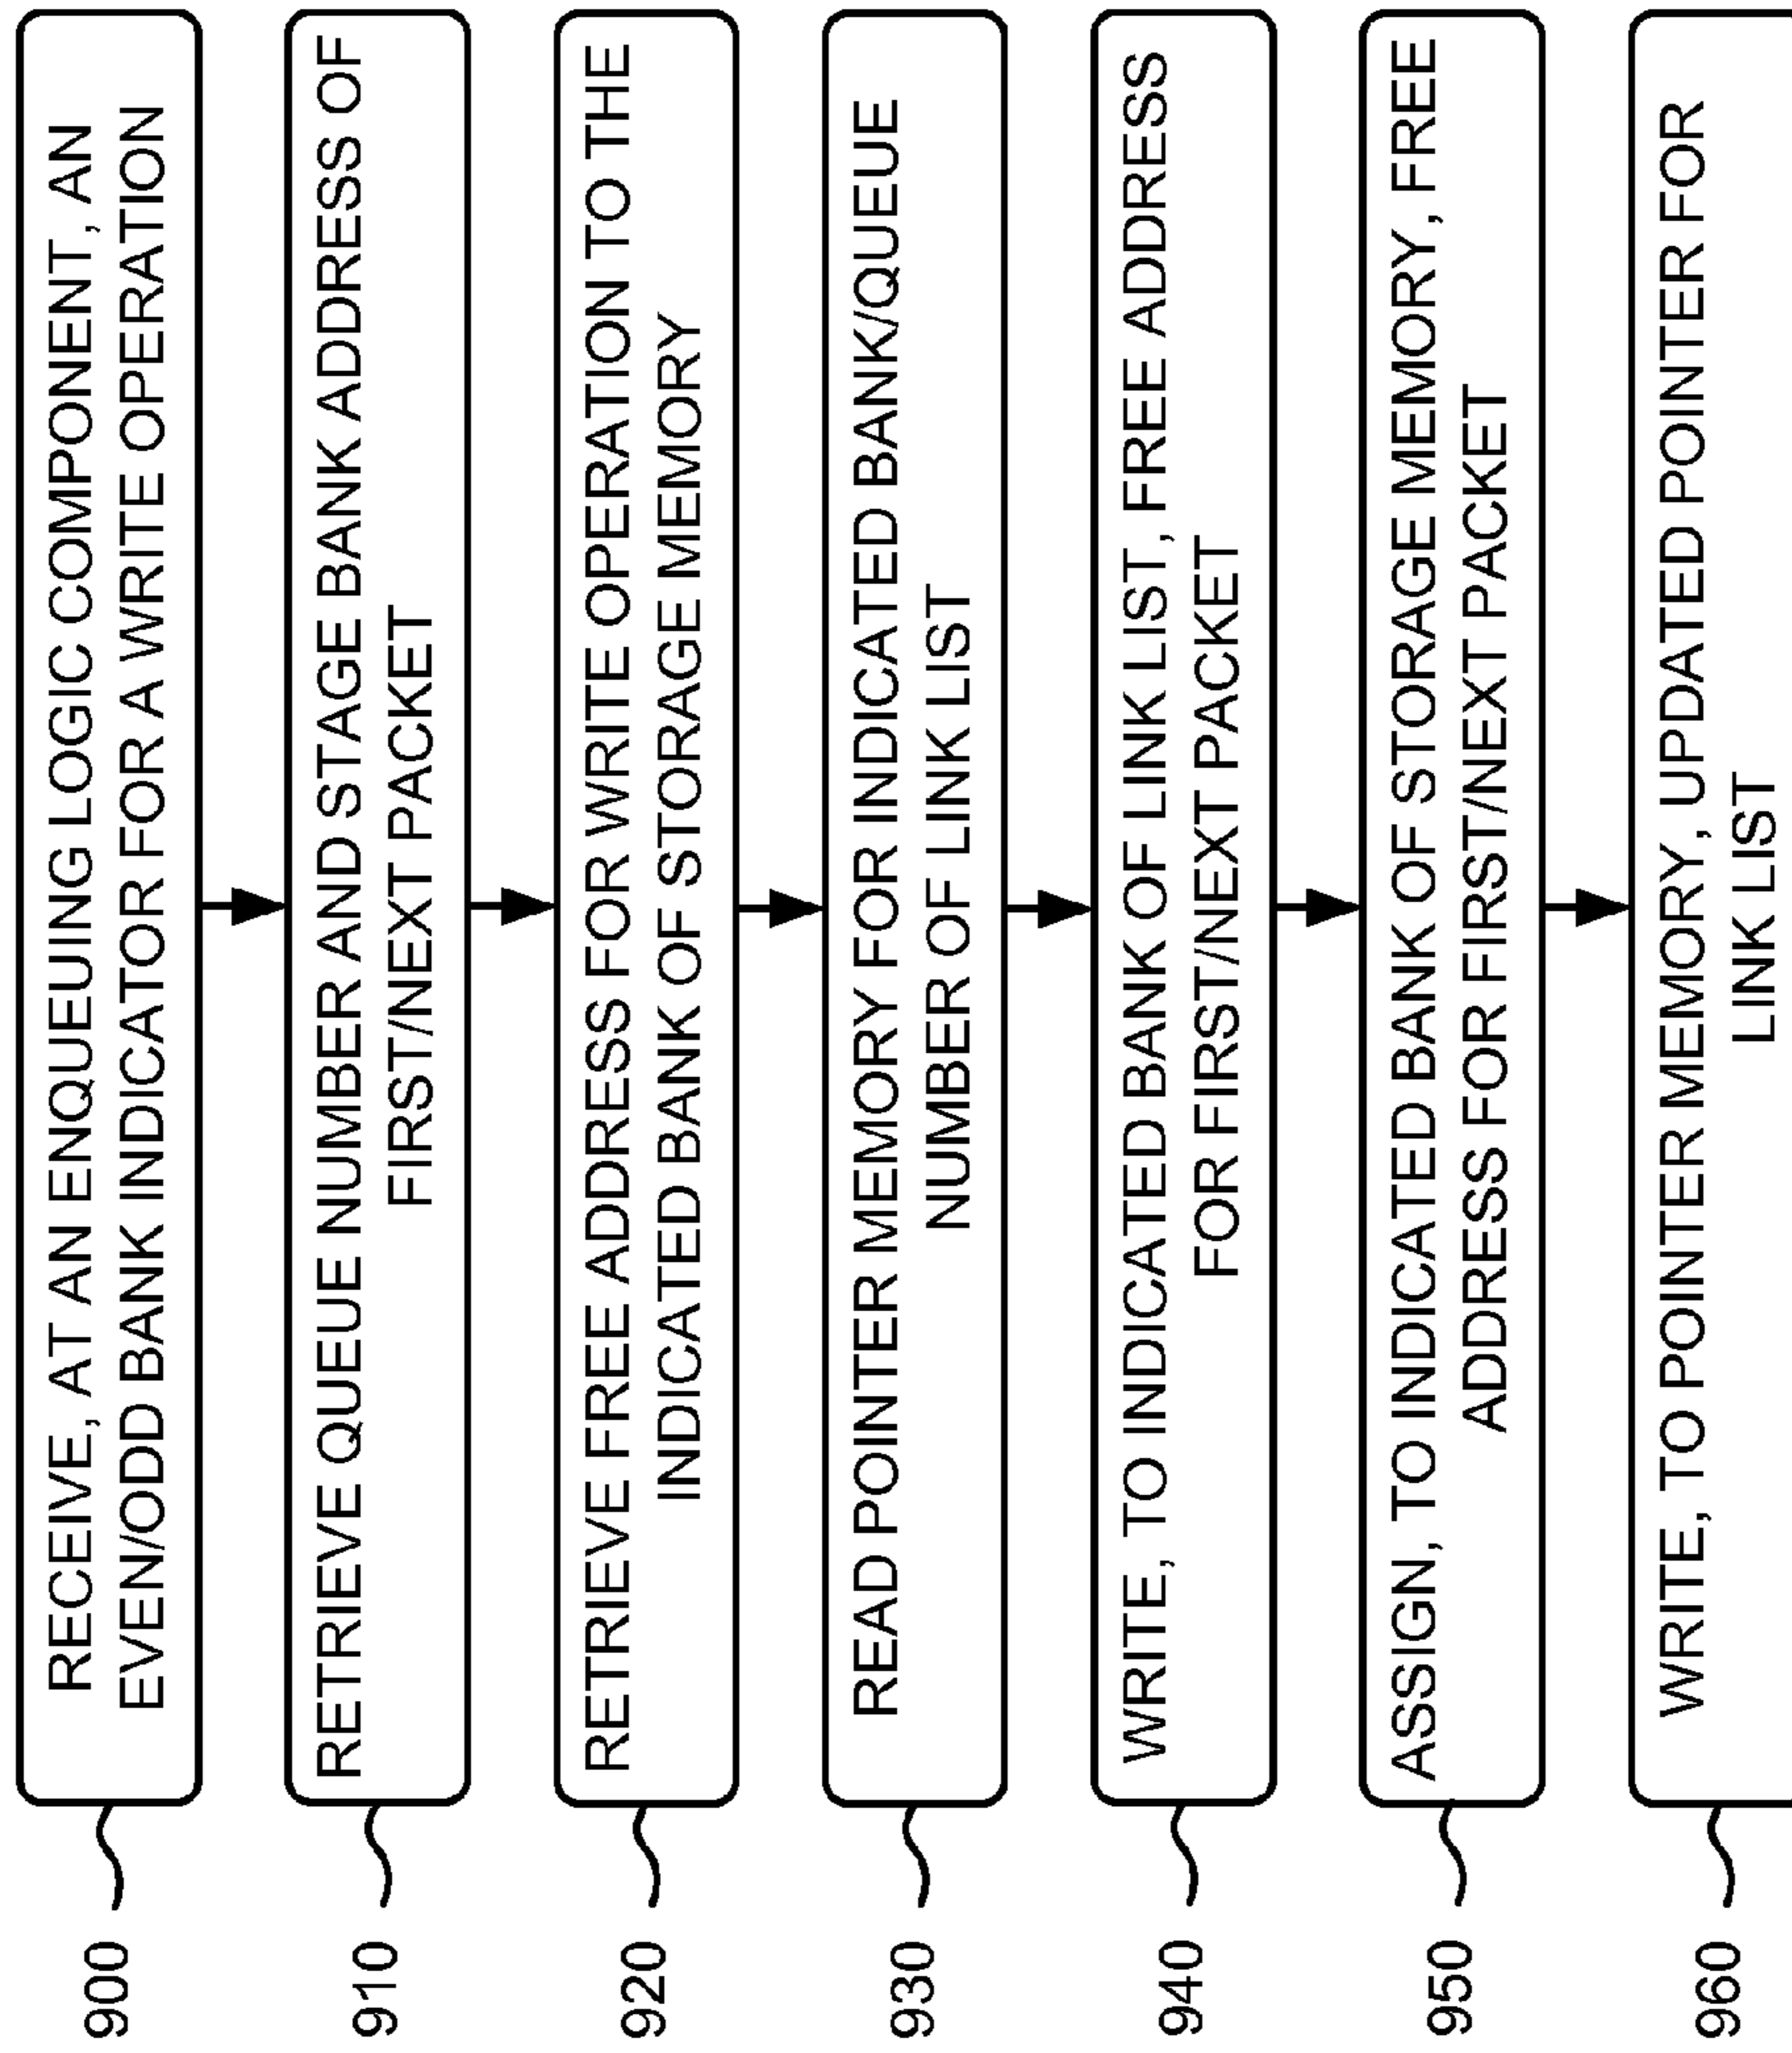 900
RECEIVE, AT AN ENQUEUING LOGIC COMPONENT, AN
EVEN/ODD BANK INDICATOR FOR A WRITE OPERATION
910
RETRIEVE QUEUE NUMBER AND STAGE BANK ADDRESS OF
FIRST/NEXT PACKET
920
RETRIEVE FREE ADDRESS FOR WRITE OPERATION TO THE
INDICATED BANK OF STORAGE MEMORY
930
READ POINTER MEMORY FOR INDICATED BANK/QUEUE
NUMBER OF LINK LIST
940
WRITE, TO INDICATED BANK OF LINK LIST, FREE ADDRESS
FOR FIRST/NEXT PACKET
950
ASSIGN, TO INDICATED BANK OF STORAGE MEMORY, FREE
ADDRESS FOR FIRST/NEXT PACKET
960
WRITE, TO POINTER MEMORY, UPDATED POINTER FOR
LINK LIST